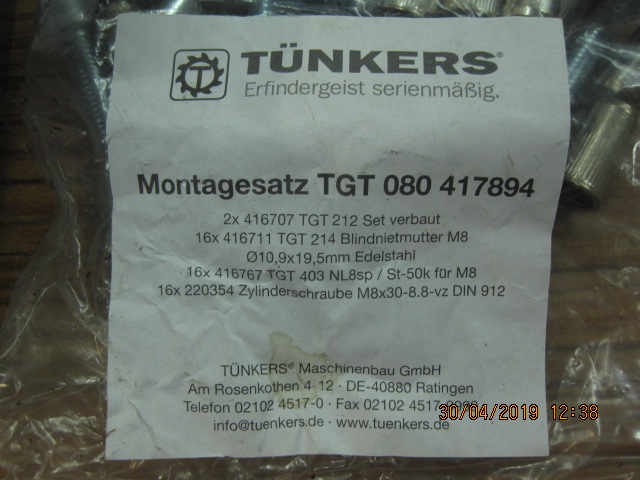 TÜNKERS®
Erfindergeist serienmäßig.
Montagesatz TGT 080 417894
2x 416707 TGT 212 Set verbaut
16x 416711 TGT 214 Blindnietmutter M8
Ø10,9x19,5mm Edelstahl
16x 416767 TGT 403 NL8sp / St-50k für M8
16x 220354 Zylinderschraube M8x30-8.8-vz DIN 912
TÜNKERS® Maschinenbau GmbH
Am Rosenkothen 4-12 · DE-40880 Ratingen
Telefon 02102 4517-0 · Fax 02102 4517-
30/04/2019 12:38
info@tuenkers.de · www.tuenkers.de